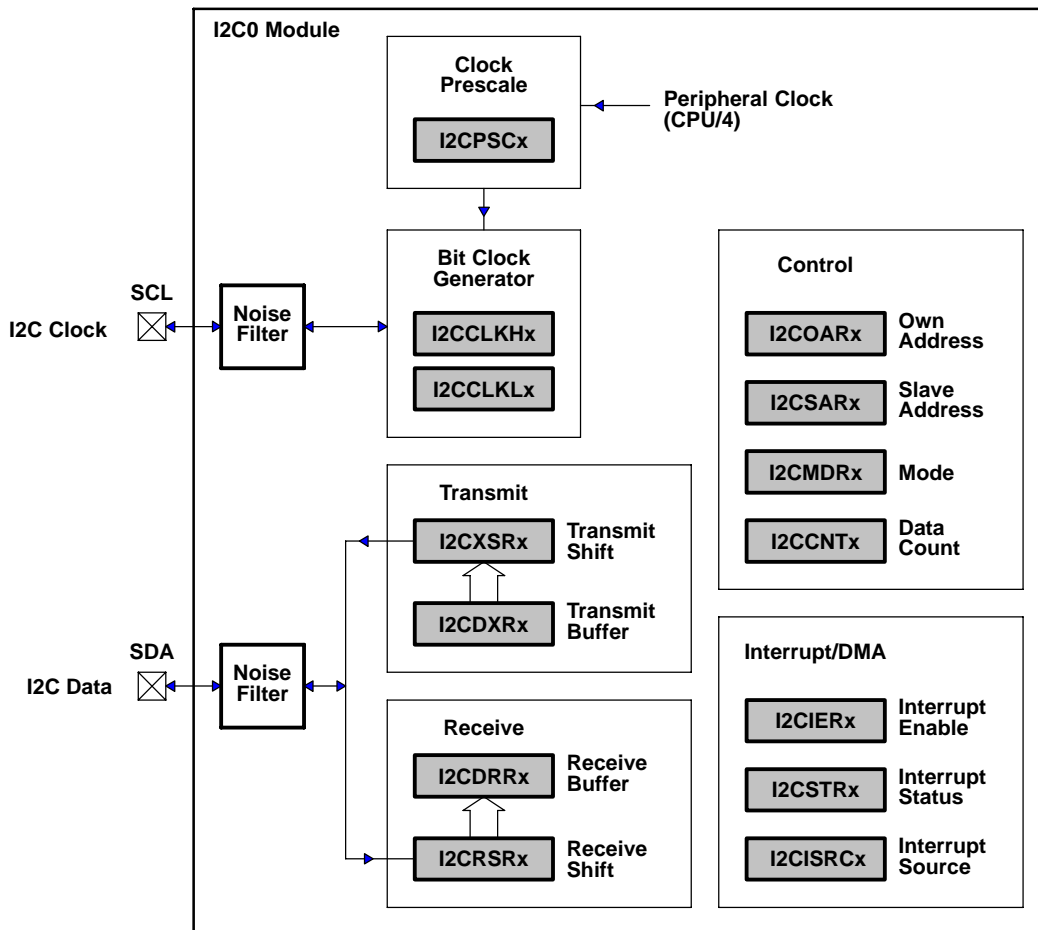 I2C0 Module
Clock
Prescale
I2CPSCx
Peripheral Clock
(CPU/4)
Bit Clock
Generator
I2CCLKHx
I2CCLKLx
SCL
I2C Clock
Noise
Filter
Control
I2COARx
Own
Address
I2CSARx
Slave
Address
I2CMDRx
Mode
I2CCNTx
Data
Count
Transmit
I2CXSRx
Transmit
Shift
I2CDXRx
Transmit
Buffer
SDA
I2C Data
Noise
Filter
Receive
I2CDRRx
Receive
Buffer
I2CRSRx
Receive
Shift
Interrupt/DMA
I2CIERx
Interrupt
Enable
I2CSTRx
Interrupt
Status
I2CISRCx
Interrupt
Source